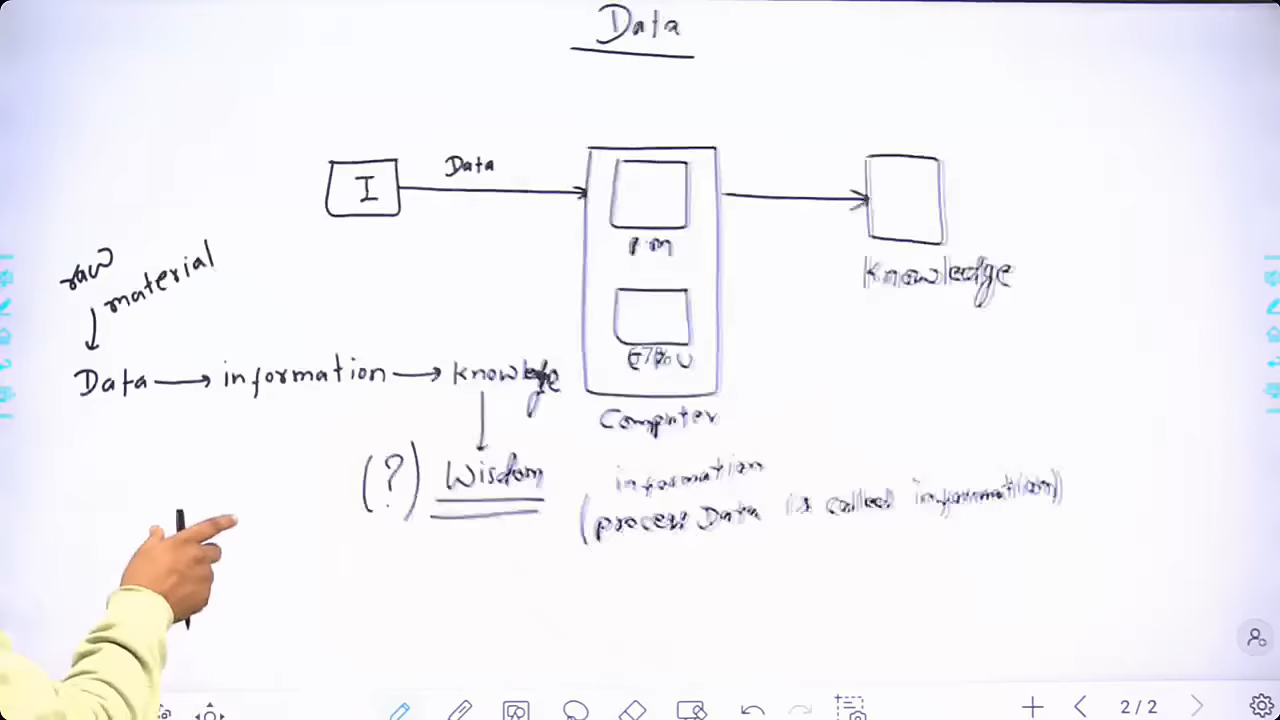 Data
I
Data
P.M
raw
material
Knowledge
Data → information → knowledge
Computer
(?) Wisdom
information
(process Data is called information)
2/2